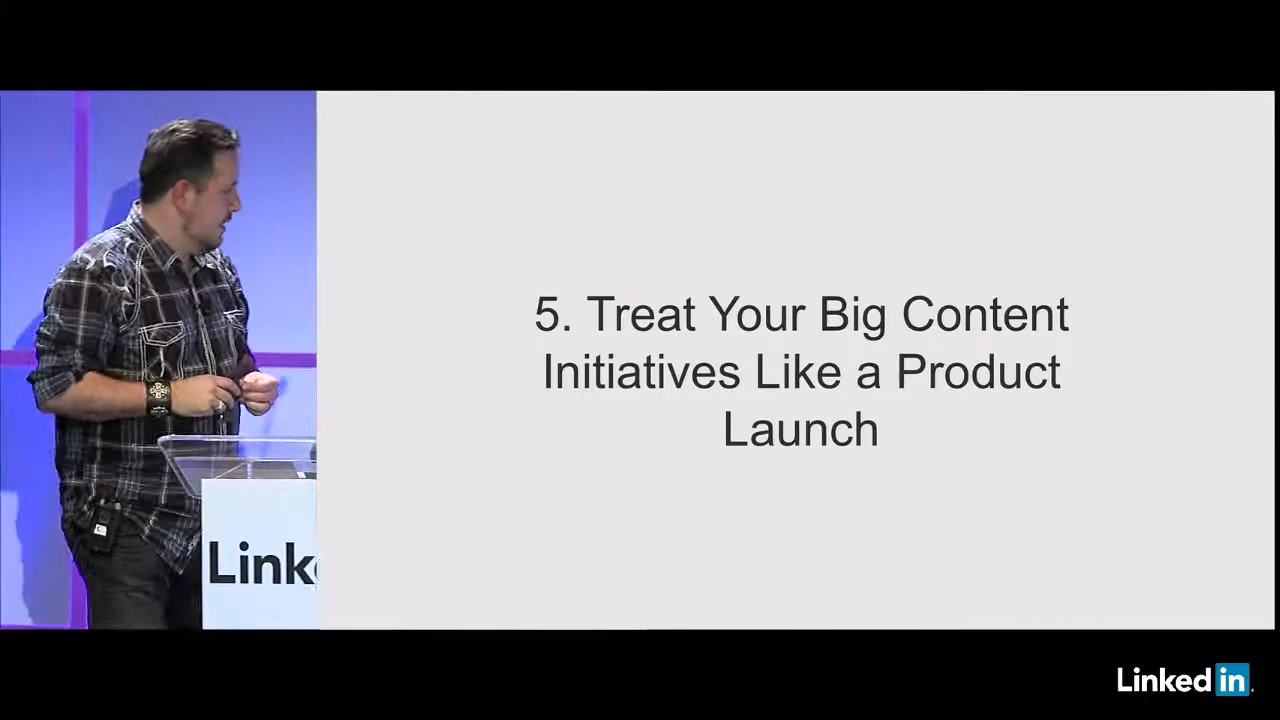 5. Treat Your Big Content
Initiatives Like a Product
Launch
Link
Linked in